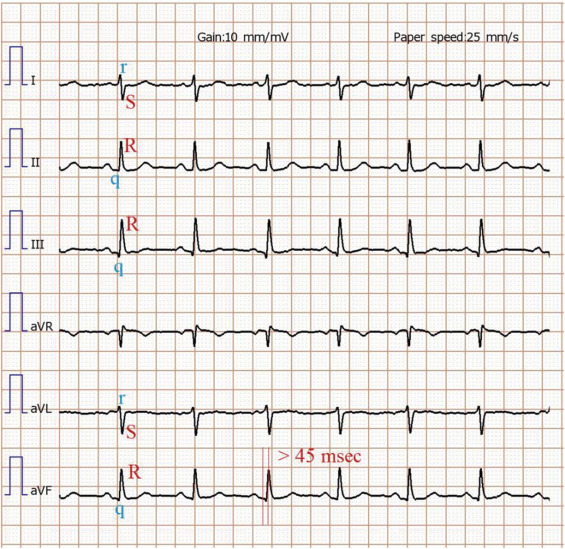 Gain:10 mm/mV Paper speed:25 mm/s
r
I
S
R
II
q
R
III
q
aVR
r
aVL
S
R > 45 msec
aVF
q